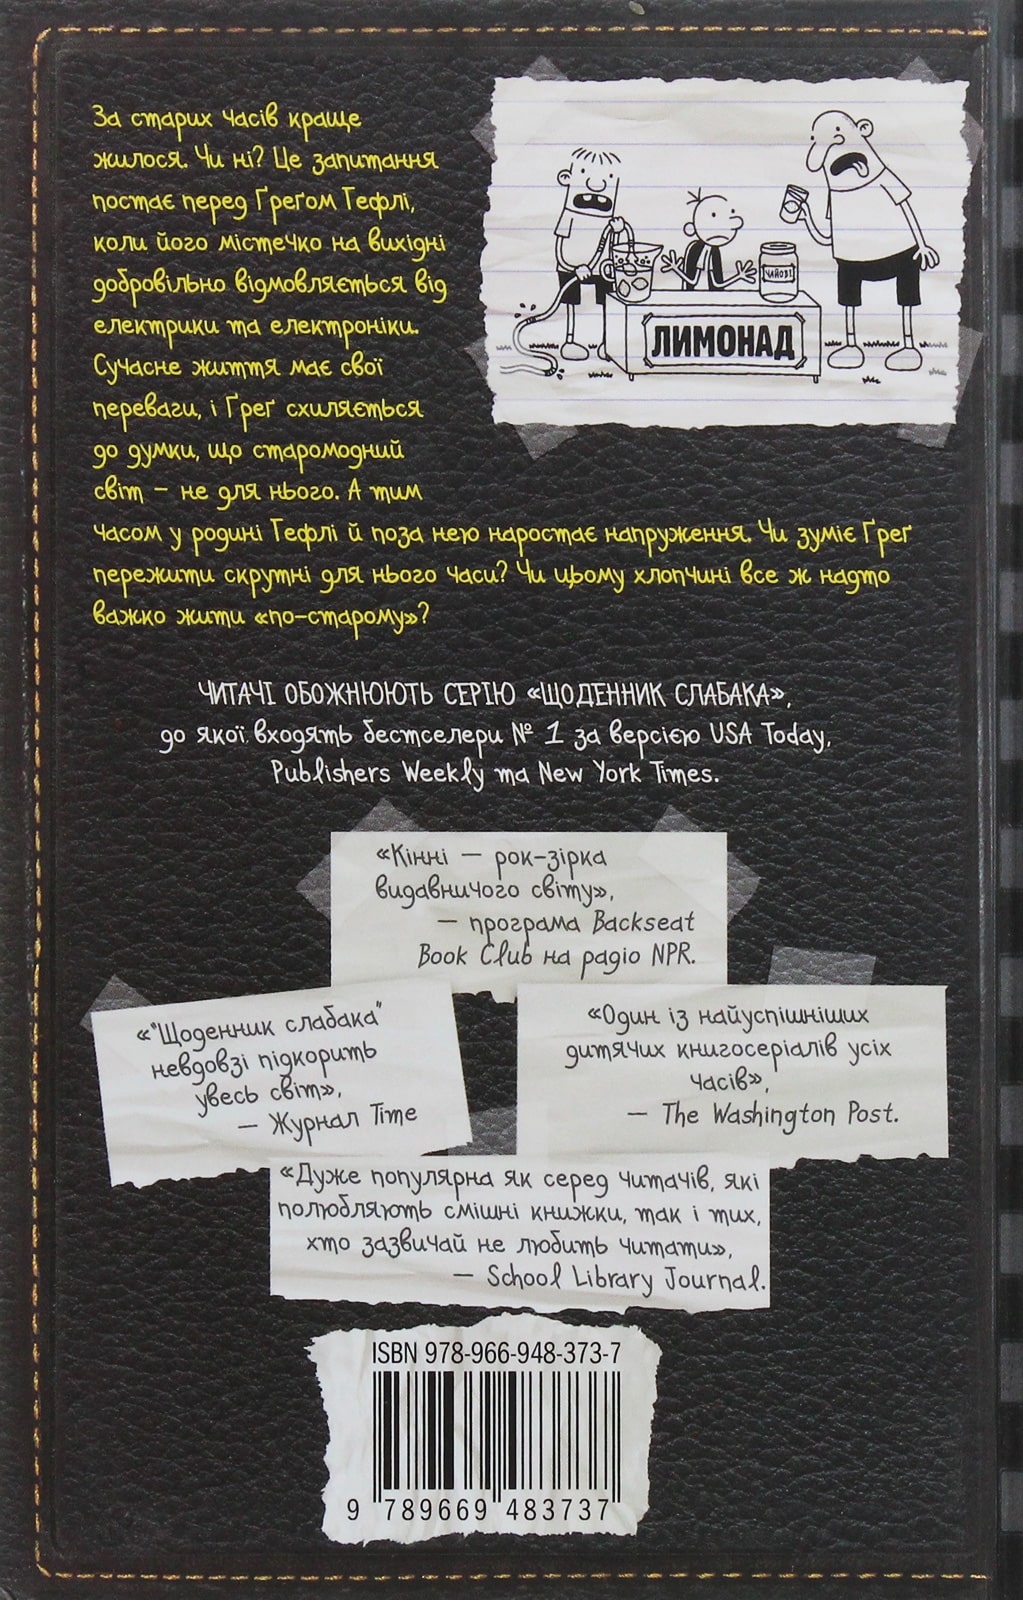 За старих часів краще
жилося. Чи ні? Це запитання
постає перед Ґреґом Гефлі,
коли його містечко на вихідні
добровільно відмовляється від
електрики та електроніки.
Сучасне життя має свої
переваги, і Ґреґ схиляється
до думки, що старомодний
світ – не для нього. А тим
часом у родині Гефлі й поза нею наростає напруження. Чи зуміє Ґреґ
пережити скрутні для нього часи? Чи цьому хлопчині все ж надто
важко жити «по-старому»?
ЧАЙОВІ
ЛИМОНАД
ЧИТАЧІ ОБОЖНЮЮТЬ СЕРІЮ «ЩОДЕННИК СЛАБАКА»,
до якої входять бестселери № 1 за версією USA Today,
Publishers Weekly та New York Times.
«Кінні — рок-зірка
видавничого світу»,
— програма Backseat
Book Club на радіо NPR.
«"Щоденник слабака"
невдовзі підкорить
увесь світ»,
— Журнал Time
«Один із найуспішніших
дитячих книгосеріалів усіх
часів»,
— The Washington Post.
«Дуже популярна як серед читачів, які
полюбляють смішні книжки, так і тих,
хто зазвичай не любить читати»,
— School Library Journal.
ISBN 978-966-948-373-7
9 789669 483737